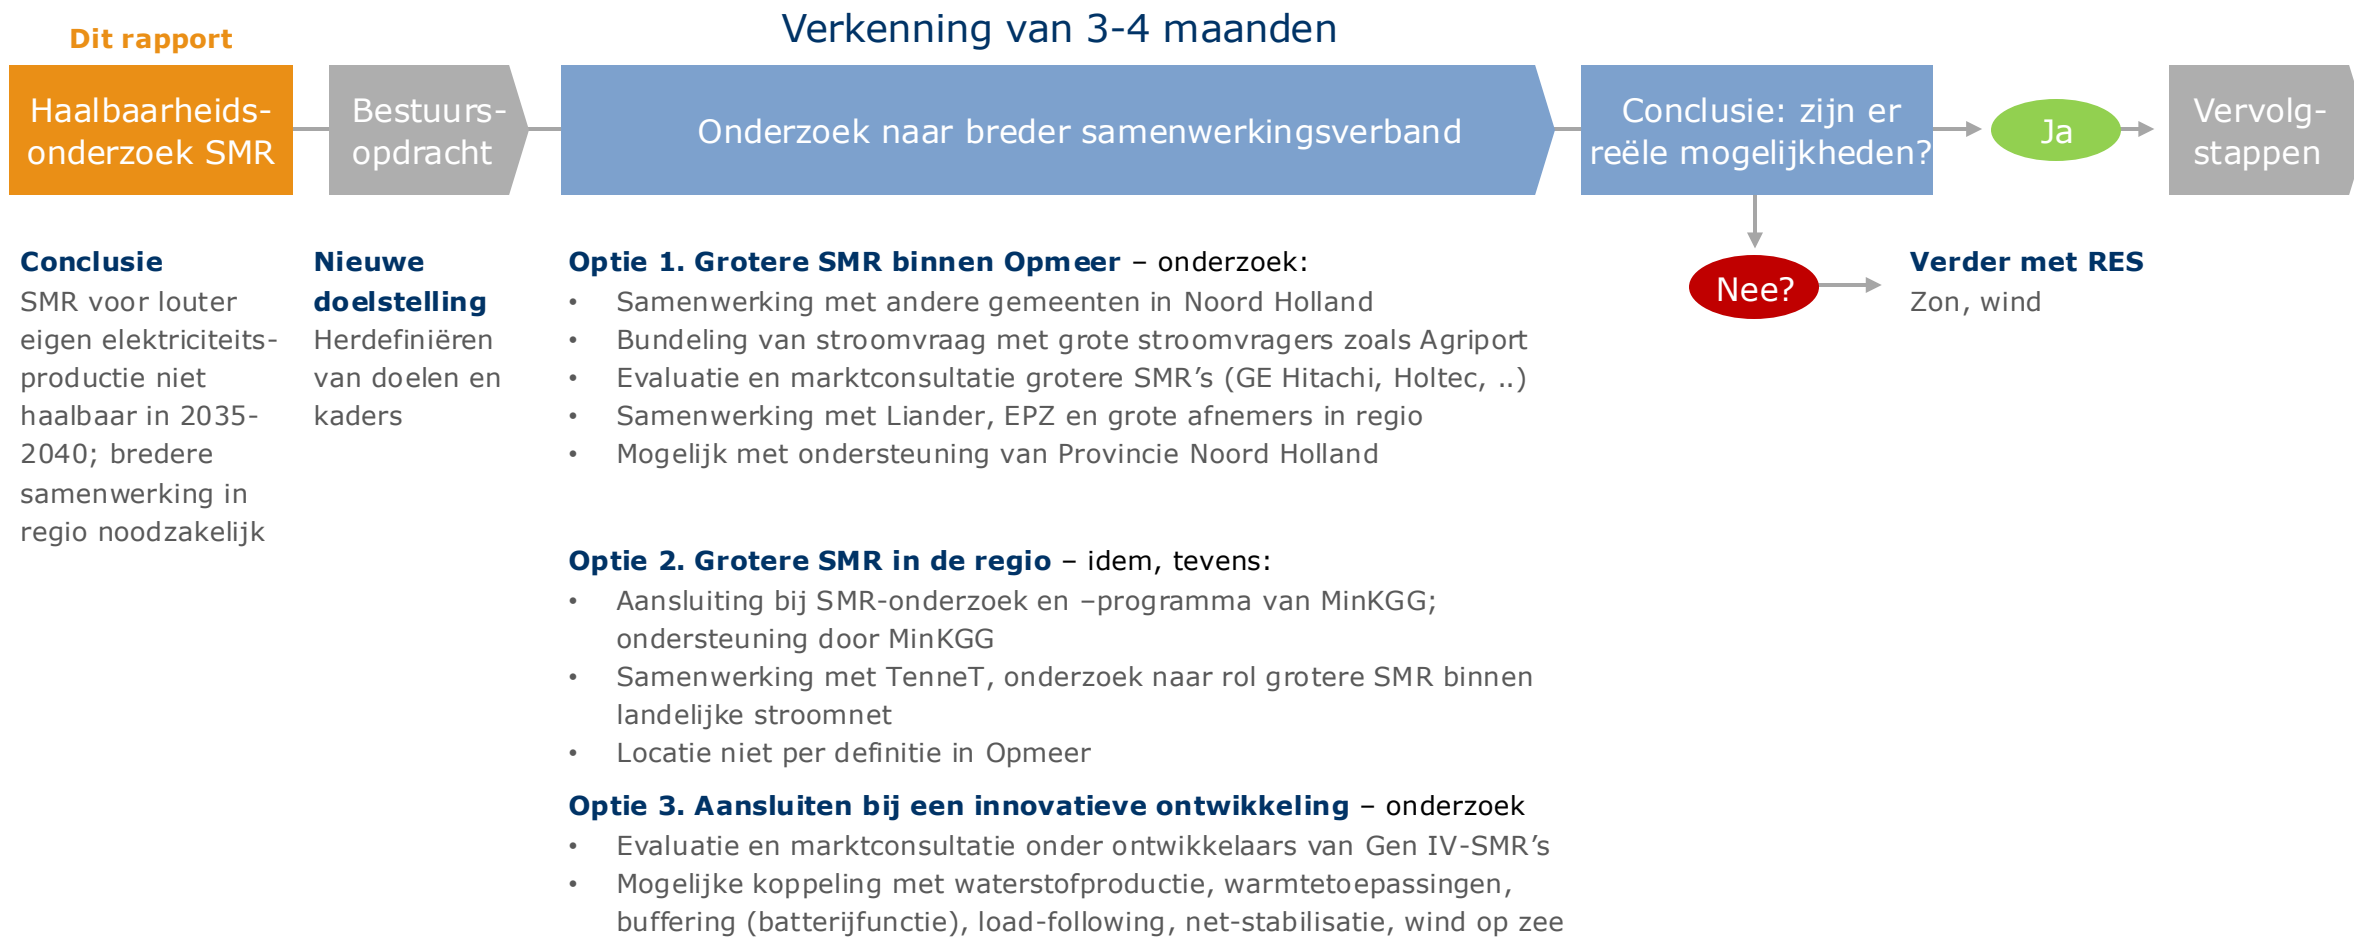 Verkenning van 3-4 maanden
Dit rapport
Haalbaarheids-
onderzoek SMR
Bestuurs-
opdracht
Onderzoek naar breder samenwerkingsverband
Conclusie: zijn er
reële mogelijkheden?
Ja
Vervolg-
stappen
Nee?
Verder met RES
Zon, wind
Conclusie
SMR voor louter
eigen elektriciteits-
productie niet
haalbaar in 2035-
2040; bredere
samenwerking in
regio noodzakelijk
Nieuwe
doelstelling
Herdefiniëren
van doelen en
kaders
Optie 1. Grotere SMR binnen Opmeer – onderzoek:
• Samenwerking met andere gemeenten in Noord Holland
• Bundeling van stroomvraag met grote stroomvragers zoals Agriport
• Evaluatie en marktconsultatie grotere SMR’s (GE Hitachi, Holtec, ..)
• Samenwerking met Liander, EPZ en grote afnemers in regio
• Mogelijk met ondersteuning van Provincie Noord Holland
Optie 2. Grotere SMR in de regio – idem, tevens:
• Aansluiting bij SMR-onderzoek en –programma van MinKGG;
ondersteuning door MinKGG
• Samenwerking met TenneT, onderzoek naar rol grotere SMR binnen
landelijke stroomnet
• Locatie niet per definitie in Opmeer
Optie 3. Aansluiten bij een innovatieve ontwikkeling – onderzoek
• Evaluatie en marktconsultatie onder ontwikkelaars van Gen IV-SMR’s
• Mogelijke koppeling met waterstofproductie, warmtetoepassingen,
buffering (batterijfunctie), load-following, net-stabilisatie, wind op zee